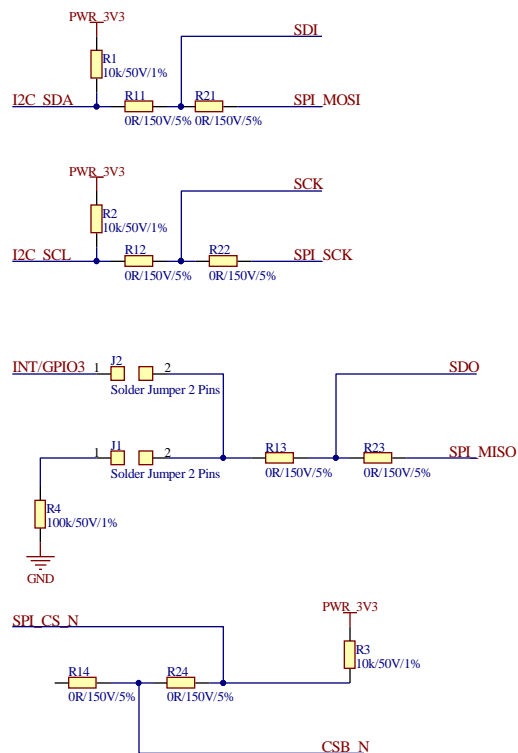 PWR_3V3
SDI
R1
10k/50V/1%
I2C_SDA
R11
R21
SPI_MOSI
0R/150V/5%
0R/150V/5%
PWR_3V3
SCK
R2
10k/50V/1%
I2C_SCL
R12
R22
SPI_SCK
0R/150V/5%
0R/150V/5%
INT/GPIO3
1
J2
2
SDO
Solder Jumper 2 Pins
1
J1
2
R13
R23
SPI_MISO
Solder Jumper 2 Pins
0R/150V/5%
0R/150V/5%
R4
100k/50V/1%
GND
PWR_3V3
SPI_CS_N
R3
10k/50V/1%
R14
R24
0R/150V/5%
0R/150V/5%
CSB_N